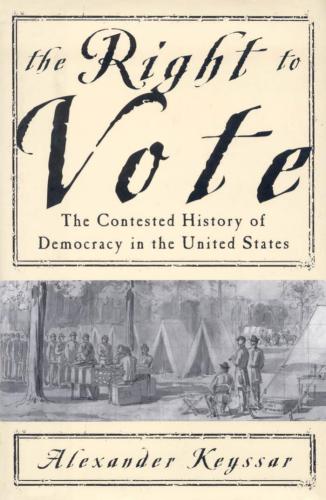 the Right to
Vote
The Contested History of
Democracy in the United States
Alexander Keyssar